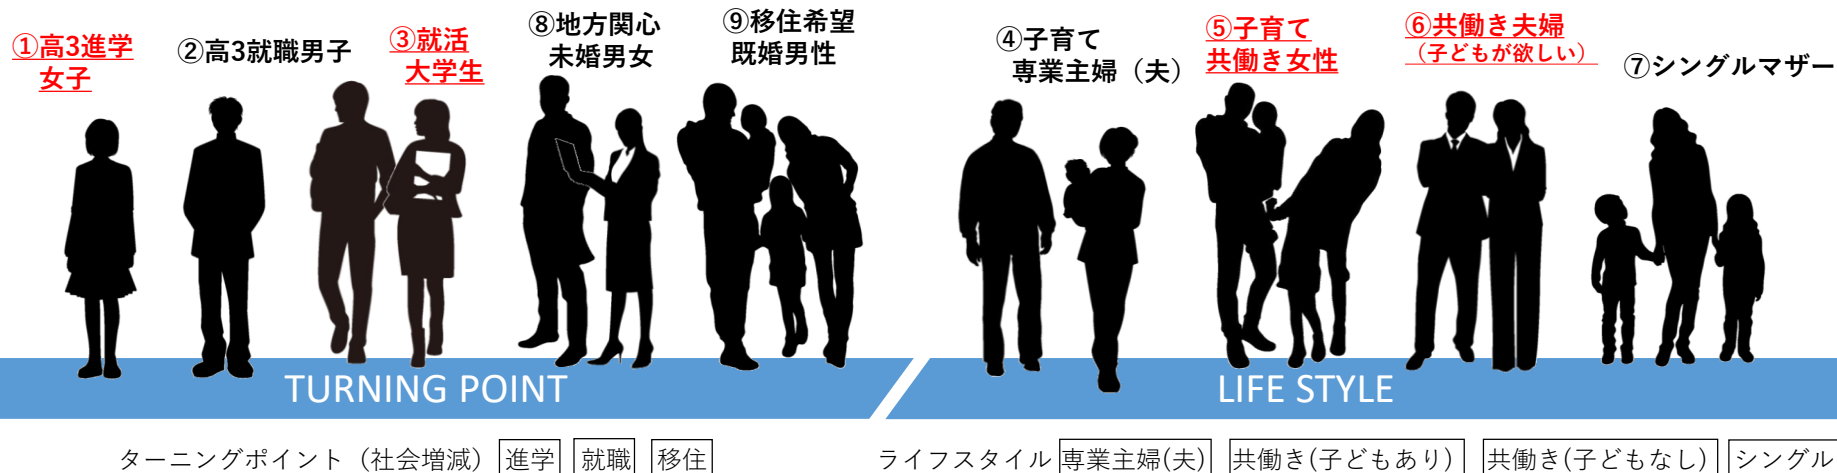 ①高3進学
女子
②高3就職男子
③就活
大学生
⑧地方関心
未婚男女
⑨移住希望
既婚男性
④子育て
専業主婦（夫）
⑤子育て
共働き女性
⑥共働き夫婦
（子どもが欲しい）
⑦シングルマザー
TURNING POINT
LIFE STYLE
ターニングポイント（社会増減） 進学 就職 移住
ライフスタイル 専業主婦(夫) 共働き(子どもあり) 共働き(子どもなし) シングル